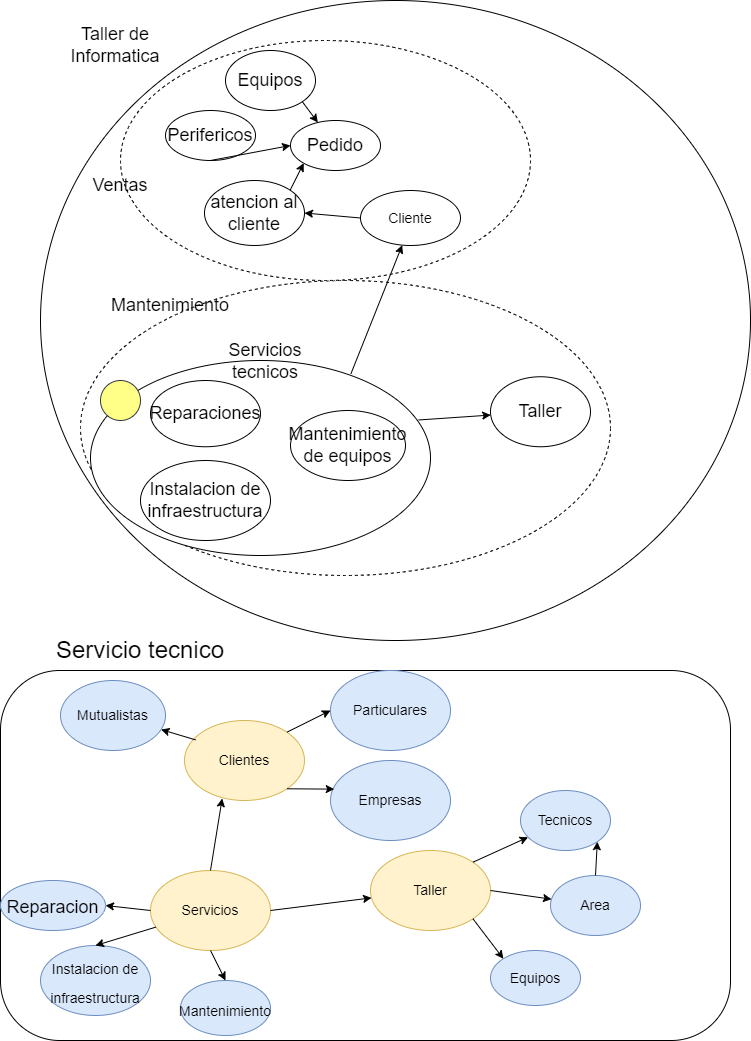 Taller de
Informatica
Equipos
Perifericos
Pedido
Ventas
atencion al
cliente
Cliente
Mantenimiento
Servicios
tecnicos
Reparaciones
Taller
Mantenimiento
de equipos
Instalacion de
infraestructura
Servicio tecnico
Mutualistas
Particulares
Clientes
Empresas
Tecnicos
Taller
Reparacion
Servicios
Area
Instalacion de
infraestructura
Equipos
Mantenimiento